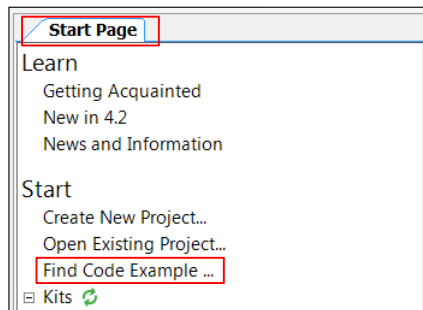 Start Page
Learn
Getting Acquainted
New in 4.2
News and Information
Start
Create New Project...
Open Existing Project...
Find Code Example ...
Kits